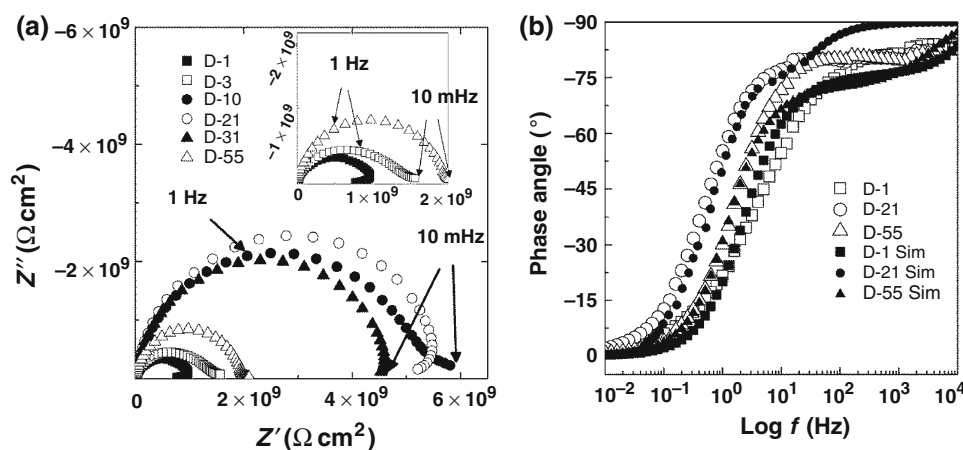 (a)
−6 × 10⁹
−4 × 10⁹
−2 × 10⁹
Z′′ (Ω cm²)
D-1
D-3
D-10
D-21
D-31
D-55
−2 × 10⁹
−1 × 10⁹
1 Hz
10 mHz
0
1 × 10⁹
2 × 10⁹
1 Hz
10 mHz
0
2 × 10⁹
4 × 10⁹
6 × 10⁹
Z′ (Ω cm²)
(b)
Phase angle (°)
−90
−75
−60
−45
−30
−15
0
D-1
D-21
D-55
D-1 Sim
D-21 Sim
D-55 Sim
10⁻²
10⁻¹
10⁰
10¹
10²
10³
10⁴
Log f (Hz)